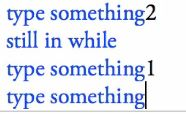 type something2
still in while
type something1
type something